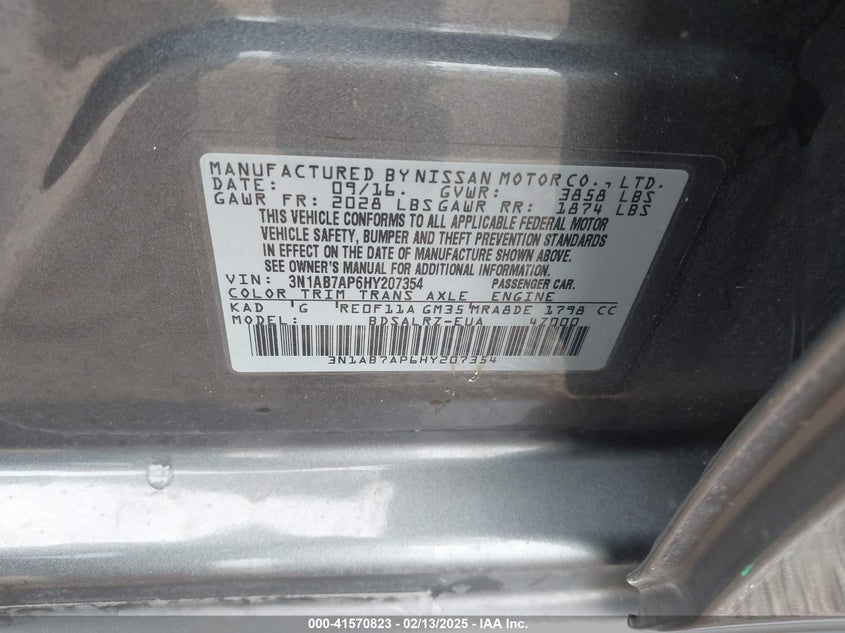 MANUFACTURED BY NISSAN MOTOR CO., LTD.
DATE: 09/16. GVWR: 3858 LBS
GAWR FR: 2028 LBS GAWR RR: 1874 LBS
THIS VEHICLE CONFORMS TO ALL APPLICABLE FEDERAL MOTOR
VEHICLE SAFETY, BUMPER AND THEFT PREVENTION STANDARDS
IN EFFECT ON THE DATE OF MANUFACTURE SHOWN ABOVE.
SEE OWNER'S MANUAL FOR ADDITIONAL INFORMATION.
VIN: 3N1AB7AP6HY207354 PASSENGER CAR.
COLOR TRIM TRANS AXLE ENGINE
KAD G RE0F11A GM35 MRA8DE 1798 CC
MODEL: BDSALRZ-EUA 4Z000
3N1AB7AP6HY207354
000-41570823 - 02/13/2025 - IAA Inc.